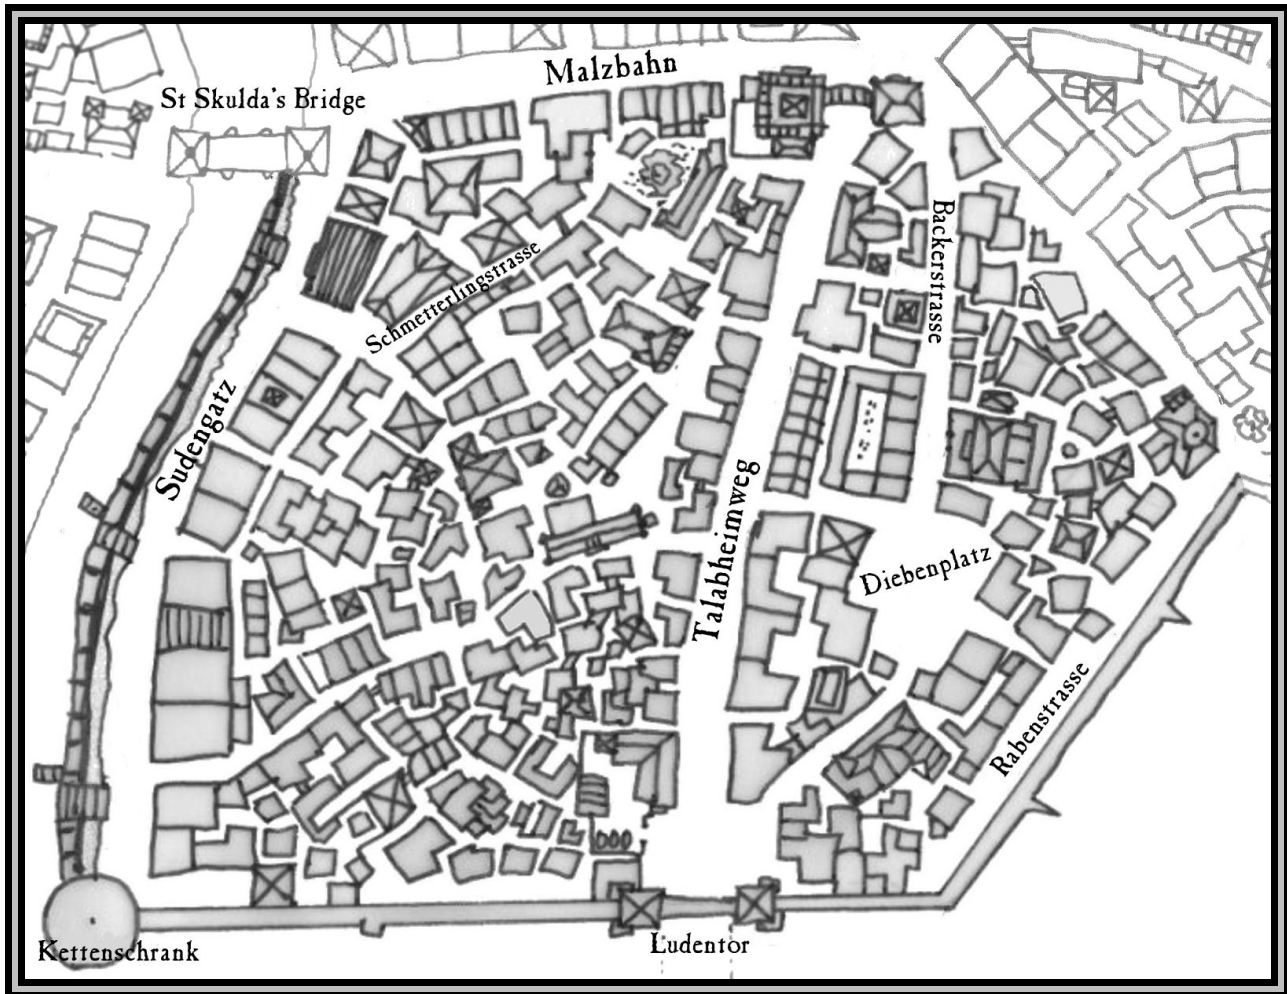 Malzbahn
St Skulda's Bridge
Backerstrasse
Schmetterlingstrasse
Sudengatz
Talabheimweg
Diebenplatz
Rabenstrasse
Ludentor
Kettenschrank